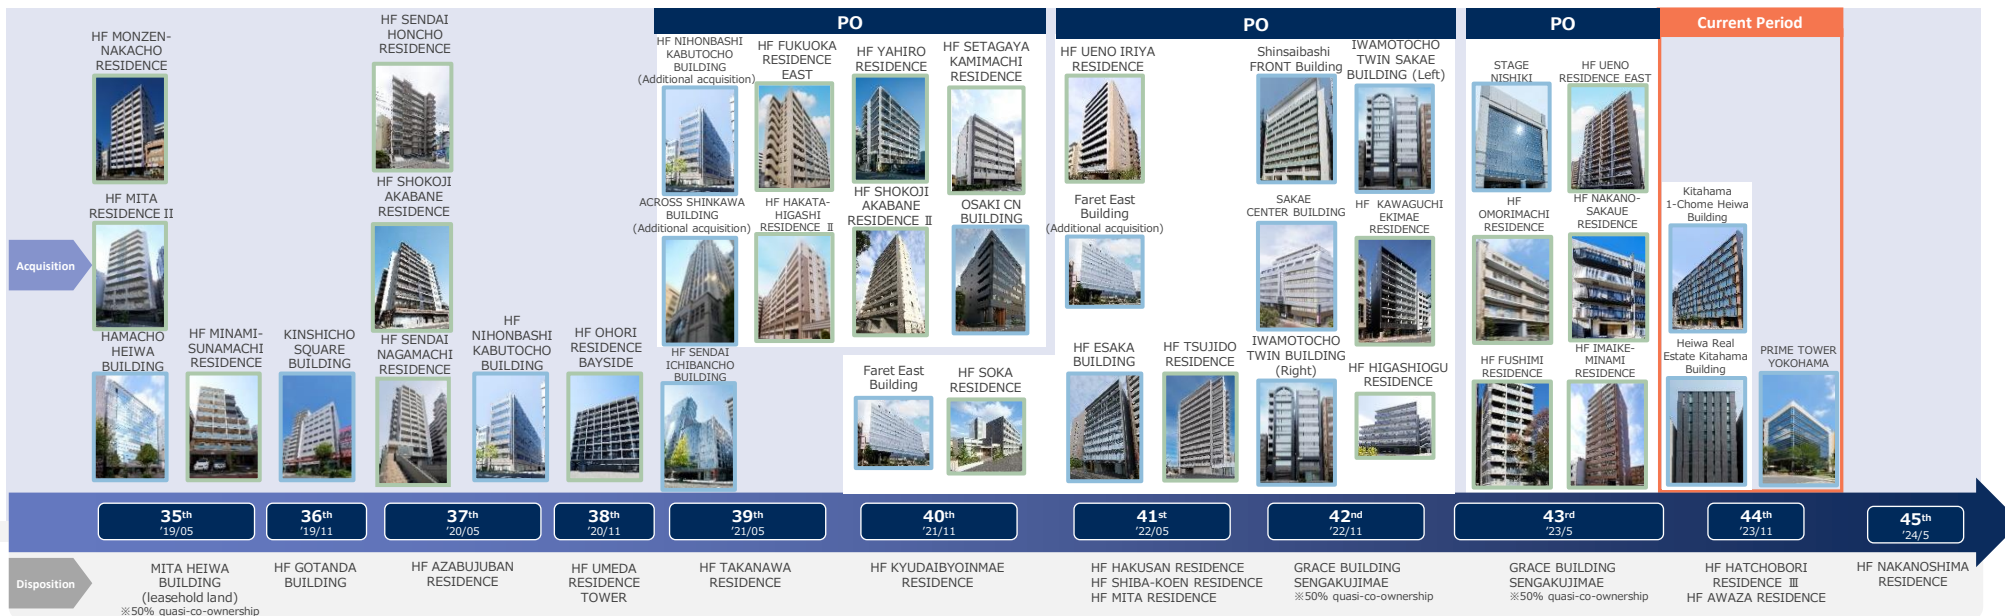 PO
PO
PO
Current Period
HF MONZEN-
NAKACHO
RESIDENCE
HF MITA
RESIDENCE II
HAMACHO
HEIWA
BUILDING
HF MINAMI-
SUNAMACHI
RESIDENCE
KINSHICHO
SQUARE
BUILDING
HF SENDAI
HONCHO
RESIDENCE
HF SHOKOJI
AKABANE
RESIDENCE
HF SENDAI
NAGAMACHI
RESIDENCE
HF
NIHONBASHI
KABUTOCHO
BUILDING
HF OHORI
RESIDENCE
BAYSIDE
HF NIHONBASHI
KABUTOCHO
BUILDING
(Additional acquisition)
ACROSS SHINKAWA
BUILDING
(Additional acquisition)
HF SENDAI
ICHIBANCHO
BUILDING
HF FUKUOKA
RESIDENCE
EAST
HF HAKATA-
HIGASHI
RESIDENCE Ⅱ
HF YAHIRO
RESIDENCE
HF SHOKOJI
AKABANE
RESIDENCE Ⅱ
Faret East
Building
HF SETAGAYA
KAMIMACHI
RESIDENCE
OSAKI CN
BUILDING
HF SOKA
RESIDENCE
HF UENO IRIYA
RESIDENCE
Faret East
Building
(Additional acquisition)
HF ESAKA
BUILDING
HF TSUJIDO
RESIDENCE
Shinsaibashi
FRONT Building
SAKAE
CENTER BUILDING
IWAMOTOCHO
TWIN BUILDING
(Right)
IWAMOTOCHO
TWIN SAKAE
BUILDING (Left)
HF KAWAGUCHI
EKIMAE
RESIDENCE
HF HIGASHIOGU
RESIDENCE
STAGE
NISHIKI
HF
OMORIMACHI
RESIDENCE
HF FUSHIMI
RESIDENCE
HF UENO
RESIDENCE EAST
HF NAKANO-
SAKAUE
RESIDENCE
HF IMAIKE-
MINAMI
RESIDENCE
Kitahama
1-Chome Heiwa
Building
Heiwa Real
Estate Kitahama
Building
PRIME TOWER
YOKOHAMA
Acquisition
35th
'19/05
36th
'19/11
37th
'20/05
38th
'20/11
39th
'21/05
40th
'21/11
41st
'22/05
42nd
'22/11
43rd
'23/5
44th
'23/11
45th
'24/5
Disposition
MITA HEIWA
BUILDING
(leasehold land)
※50% quasi-co-ownership
HF GOTANDA
BUILDING
HF AZABUJUBAN
RESIDENCE
HF UMEDA
RESIDENCE
TOWER
HF TAKANAWA
RESIDENCE
HF KYUDAIBYOINMAE
RESIDENCE
HF HAKUSAN RESIDENCE
HF SHIBA-KOEN RESIDENCE
HF MITA RESIDENCE
GRACE BUILDING
SENGAKUJIMAE
※50% quasi-co-ownership
GRACE BUILDING
SENGAKUJIMAE
※50% quasi-co-ownership
HF HATCHOBORI
RESIDENCE Ⅲ
HF AWAZA RESIDENCE
HF NAKANOSHIMA
RESIDENCE